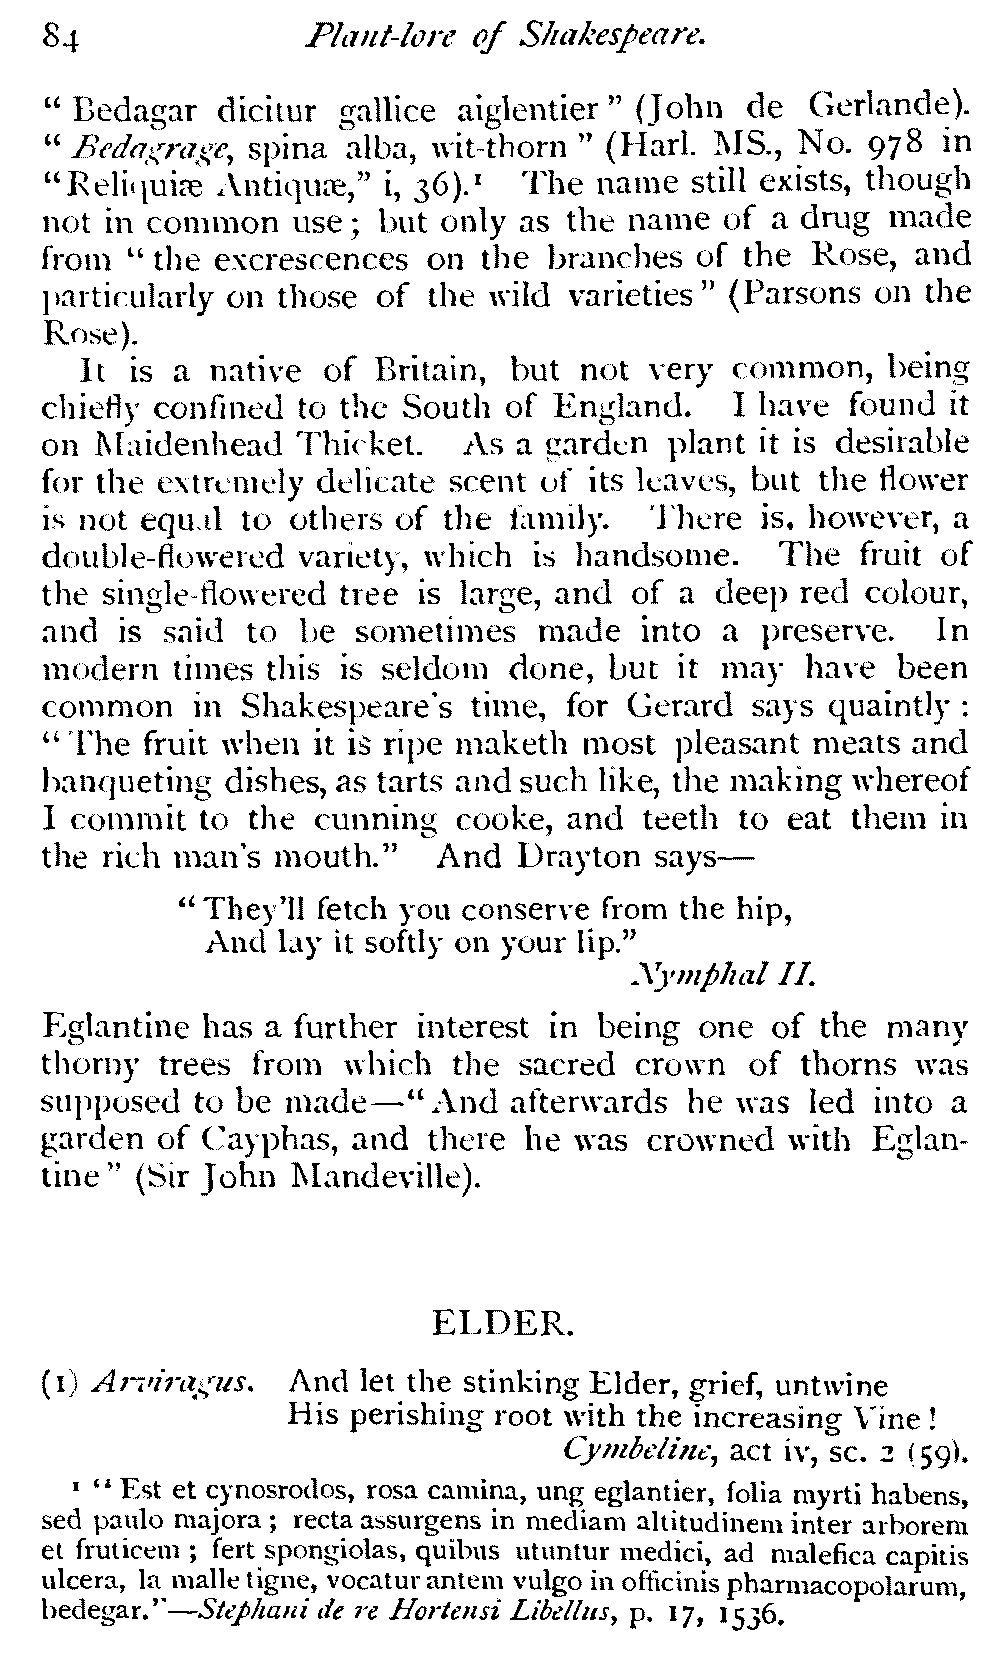 84 Plant-lore of Shakespeare.
“ Bedagar dicitur gallice aiglentier ” (John de Gerlande).
“ Bedagrage, spina alba, wit-thorn ” (Harl. MS., No. 978 in
“Reliquiæ Antiquæ,” i, 36).¹ The name still exists, though
not in common use ; but only as the name of a drug made
from “ the excrescences on the branches of the Rose, and
particularly on those of the wild varieties ” (Parsons on the
Rose).
It is a native of Britain, but not very common, being
chiefly confined to the South of England. I have found it
on Maidenhead Thicket. As a garden plant it is desirable
for the extremely delicate scent of its leaves, but the flower
is not equal to others of the family. There is, however, a
double-flowered variety, which is handsome. The fruit of
the single-flowered tree is large, and of a deep red colour,
and is said to be sometimes made into a preserve. In
modern times this is seldom done, but it may have been
common in Shakespeare's time, for Gerard says quaintly :
“ The fruit when it is ripe maketh most pleasant meats and
banqueting dishes, as tarts and such like, the making whereof
I commit to the cunning cooke, and teeth to eat them in
the rich man's mouth.” And Drayton says—
“ They'll fetch you conserve from the hip,
And lay it softly on your lip.”
Nymphal II.
Eglantine has a further interest in being one of the many
thorny trees from which the sacred crown of thorns was
supposed to be made—“ And afterwards he was led into a
garden of Cayphas, and there he was crowned with Eglan-
tine ” (Sir John Mandeville).
ELDER.
(1) Arviragus. And let the stinking Elder, grief, untwine
His perishing root with the increasing Vine !
Cymbeline, act iv, sc. 2 (59).
¹ “ Est et cynosrodos, rosa camina, ung eglantier, folia myrti habens,
sed paulo majora ; recta assurgens in mediam altitudinem inter arborem
et fruticem ; fert spongiolas, quibus utuntur medici, ad malefica capitis
ulcera, la malle tigne, vocatur antem vulgo in officinis pharmacopolarum,
bedegar.”—Stephani de re Hortensi Libellus, p. 17, 1536.